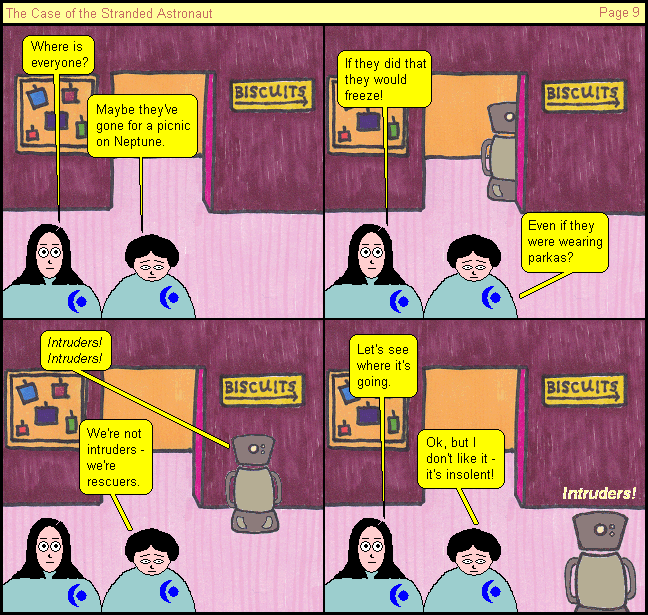 The Case of the Stranded Astronaut
Page 9
Where is
everyone?
Maybe they've
gone for a picnic
on Neptune.
BISCUITS
If they did that
they would
freeze!
BISCUITS
Even if they
were wearing
parkas?
Intruders!
Intruders!
We're not
intruders -
we're
rescuers.
BISCUITS
Let's see
where it's
going.
Ok, but I
don't like it -
it's insolent!
BISCUITS
Intruders!